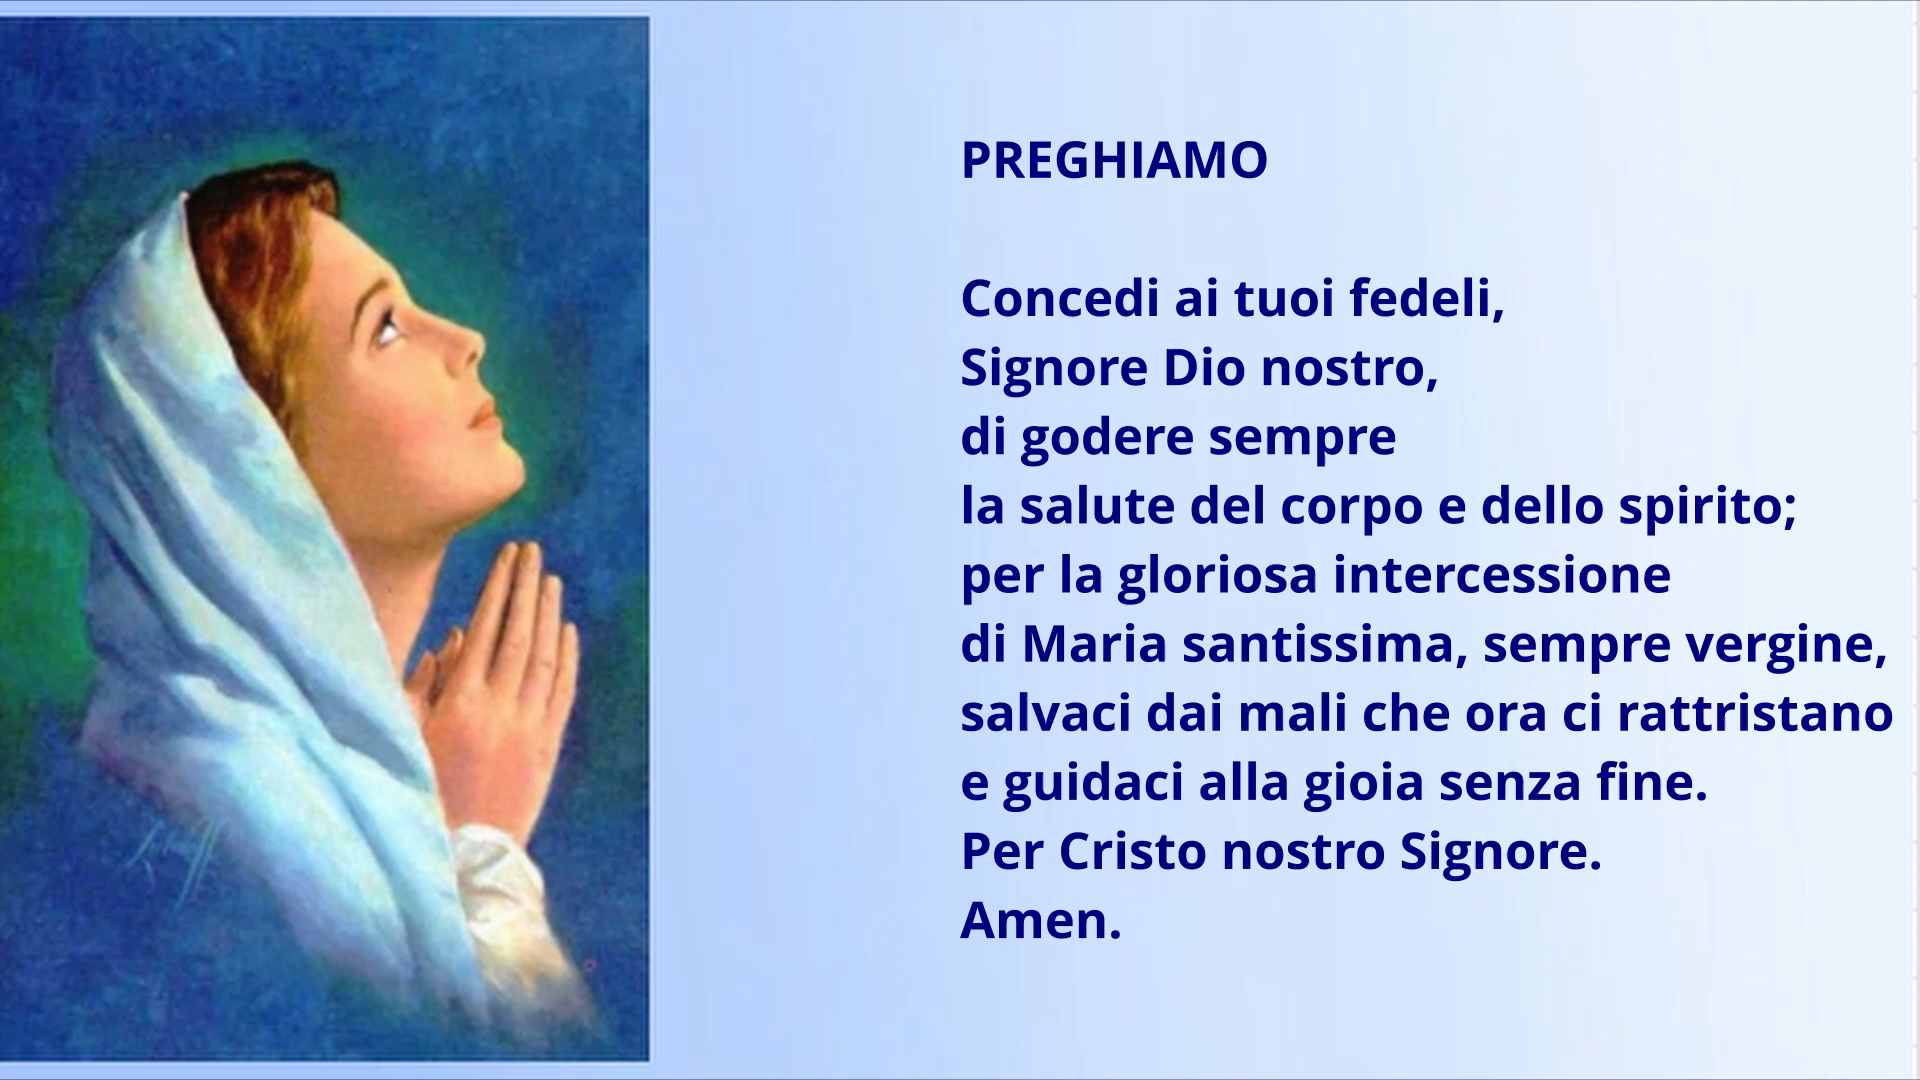 PREGHIAMO
Concedi ai tuoi fedeli,
Signore Dio nostro,
di godere sempre
la salute del corpo e dello spirito;
per la gloriosa intercessione
di Maria santissima, sempre vergine,
salvaci dai mali che ora ci rattristano
e guidaci alla gioia senza fine.
Per Cristo nostro Signore.
Amen.